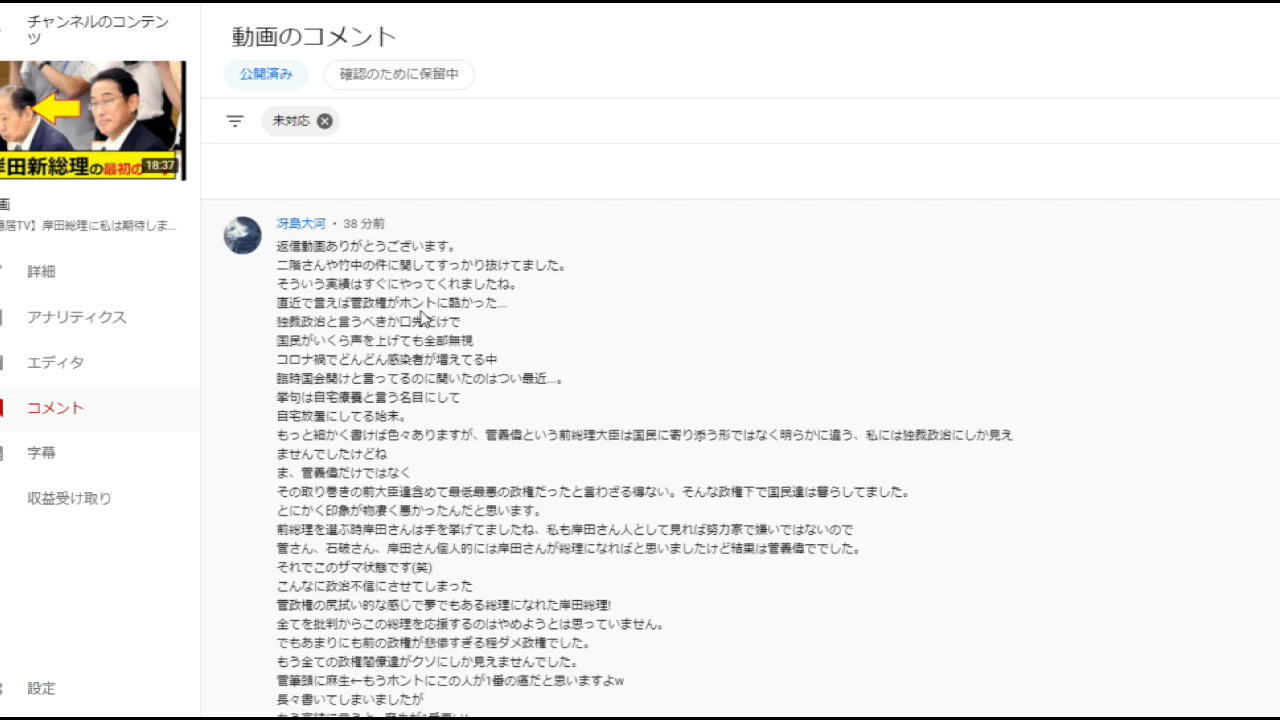 チャンネルのコンテン
ツ
岸田新総理の最初の
18:37
画
居TV】岸田総理に私は期待しま...
詳細
アナリティクス
エディタ
コメント
字幕
収益受け取り
設定
動画のコメント
公開済み
確認のために保留中
未対応
冴島大河 ・ 38 分前
返信動画ありがとうございます。
二階さんや竹中の件に関してすっかり抜けてました。
そういう実績はすぐにやってくれましたね。
直近で言えば菅政権がホントに酷かった...
独裁政治と言うべきか口先だけで
国民がいくら声を上げても全部無視
コロナ禍でどんどん感染者が増えてる中
臨時国会開けと言ってるのに開いたのはつい最近...。
挙句は自宅療養と言う名目にして
自宅放置にしてる始末。
もっと細かく書けば色々ありますが、菅義偉という前総理大臣は国民に寄り添う形ではなく明らかに違う、私には独裁政治にしか見え
ませんでしたけどね
ま、菅義偉だけではなく
その取り巻きの前大臣達含めて最低最悪の政権だったと言わざる得ない。そんな政権下で国民達は暮らしてました。
とにかく印象が物凄く悪かったんだと思います。
前総理を選ぶ時岸田さんは手を挙げてましたね、私も岸田さん人として見れば努力家で嫌いではないので
菅さん、石破さん、岸田さん個人的には岸田さんが総理になればと思いましたけど結果は菅義偉ででした。
それでこのザマ状態です(笑)
こんなに政治不信にさせてしまった
菅政権の尻拭い的な感じで夢でもある総理になれた岸田総理!
全てを批判からこの総理を応援するのはやめようとは思っていません。
でもあまりにも前の政権が悲惨すぎる程ダメ政権でした。
もう全ての政権閣僚達がクソにしか見えませんでした。
菅筆頭に麻生←もうホントにこの人が1番の癌だと思いますよw
長々書いてしまいましたが